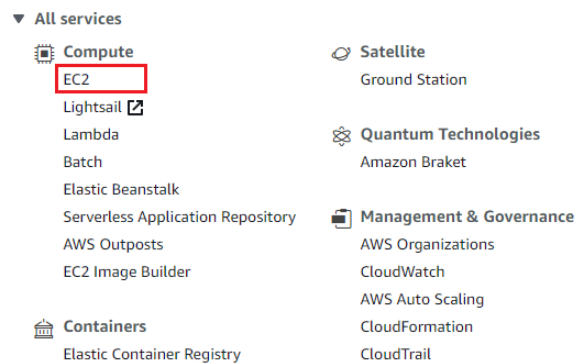 All services
Compute
EC2
Lightsail
Lambda
Batch
Elastic Beanstalk
Serverless Application Repository
AWS Outposts
EC2 Image Builder
Containers
Elastic Container Registry
Satellite
Ground Station
Quantum Technologies
Amazon Braket
Management & Governance
AWS Organizations
CloudWatch
AWS Auto Scaling
CloudFormation
CloudTrail